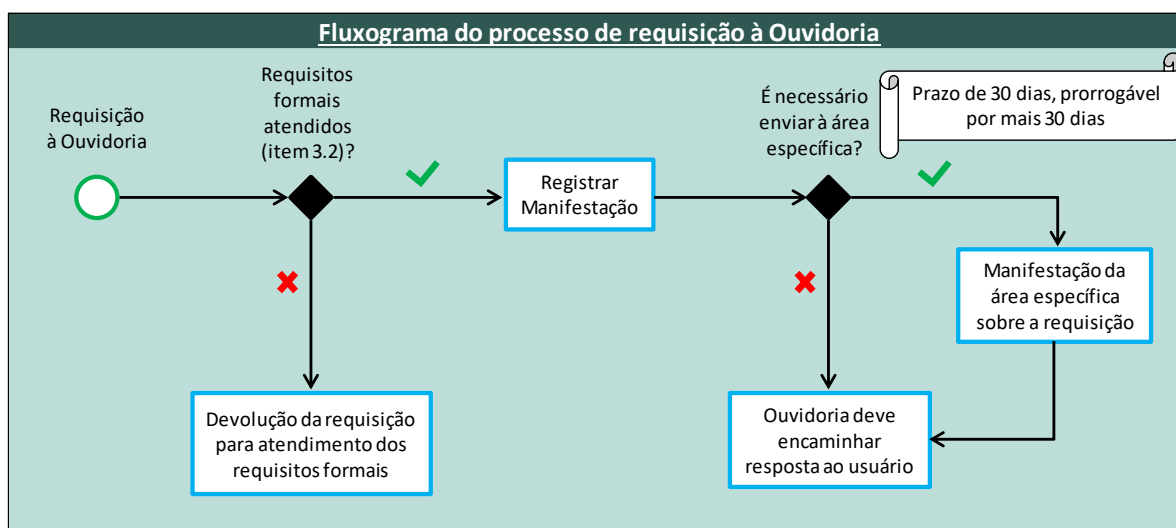 Fluxograma do processo de requisição à Ouvidoria
Requisição
à Ouvidoria
Requisitos
formais
atendidos
(item 3.2)?
Registrar
Manifestação
É necessário
enviar à área
específica?
Prazo de 30 dias, prorrogável
por mais 30 dias
Manifestação da
área específica
sobre a requisição
Devolução da requisição
para atendimento dos
requisitos formais
Ouvidoria deve
encaminhar
resposta ao usuário